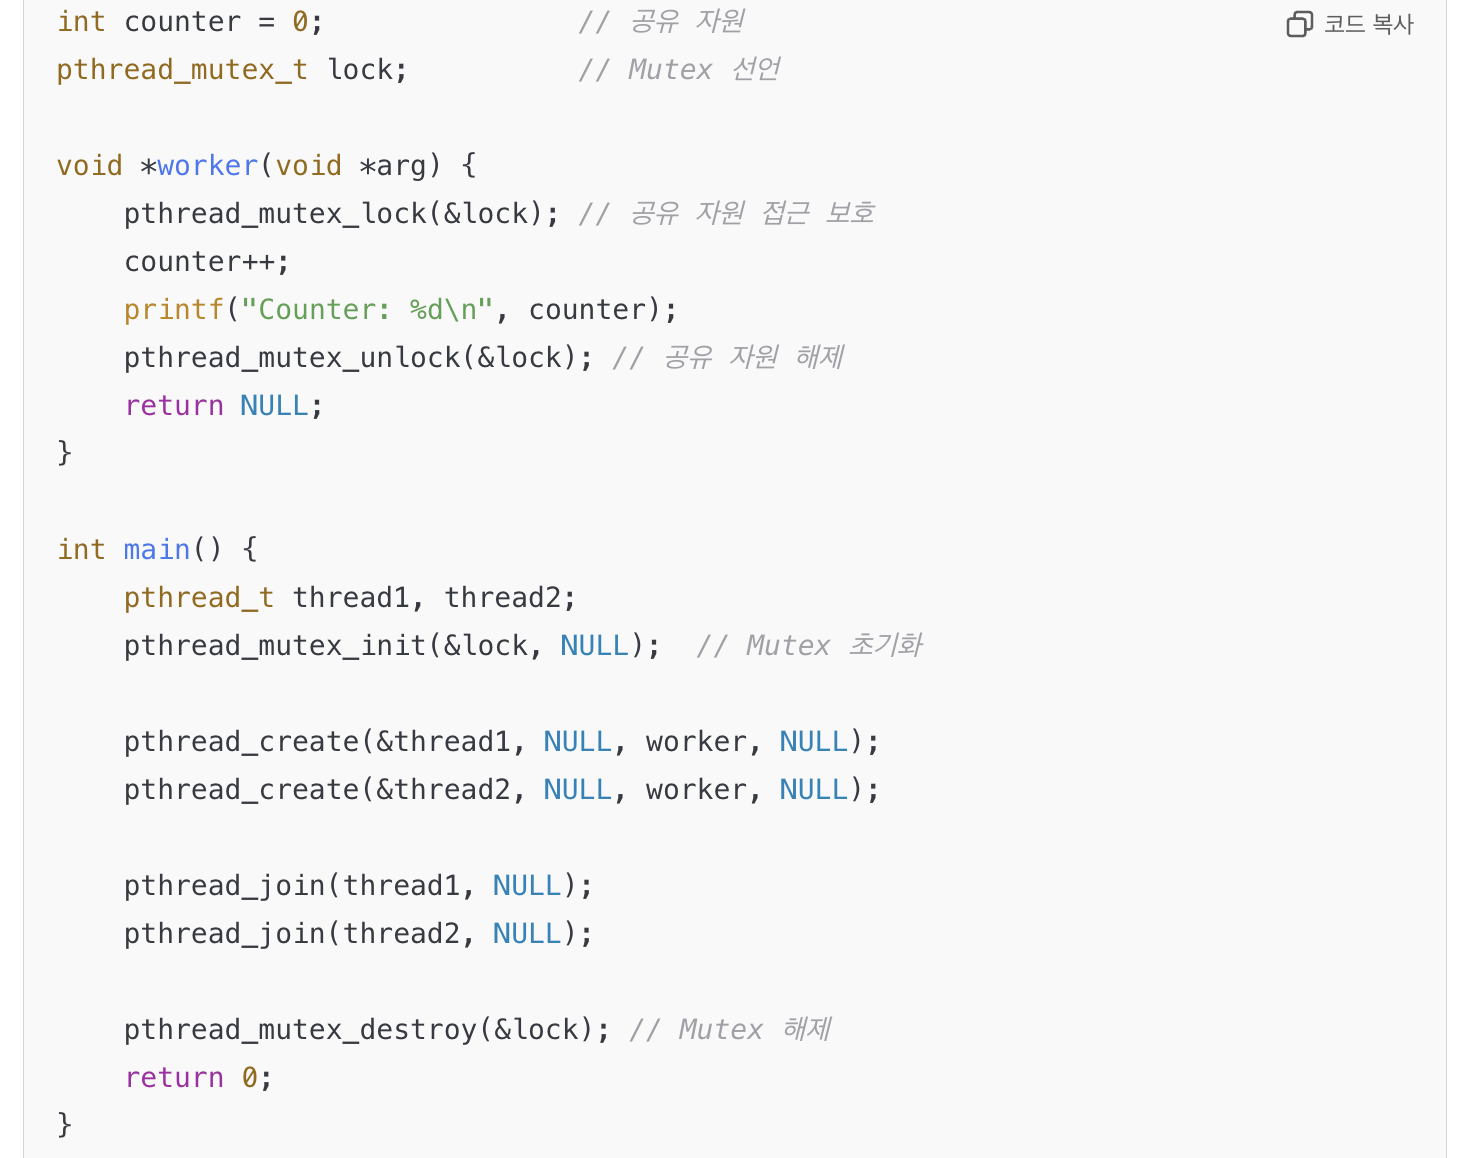 int counter = 0;               // 공유 자원
코드 복사
pthread_mutex_t lock;          // Mutex 선언
void *worker(void *arg) {
    pthread_mutex_lock(&lock); // 공유 자원 접근 보호
    counter++;
    printf("Counter: %d\n", counter);
    pthread_mutex_unlock(&lock); // 공유 자원 해제
    return NULL;
}
int main() {
    pthread_t thread1, thread2;
    pthread_mutex_init(&lock, NULL);  // Mutex 초기화
    pthread_create(&thread1, NULL, worker, NULL);
    pthread_create(&thread2, NULL, worker, NULL);
    pthread_join(thread1, NULL);
    pthread_join(thread2, NULL);
    pthread_mutex_destroy(&lock); // Mutex 해제
    return 0;
}